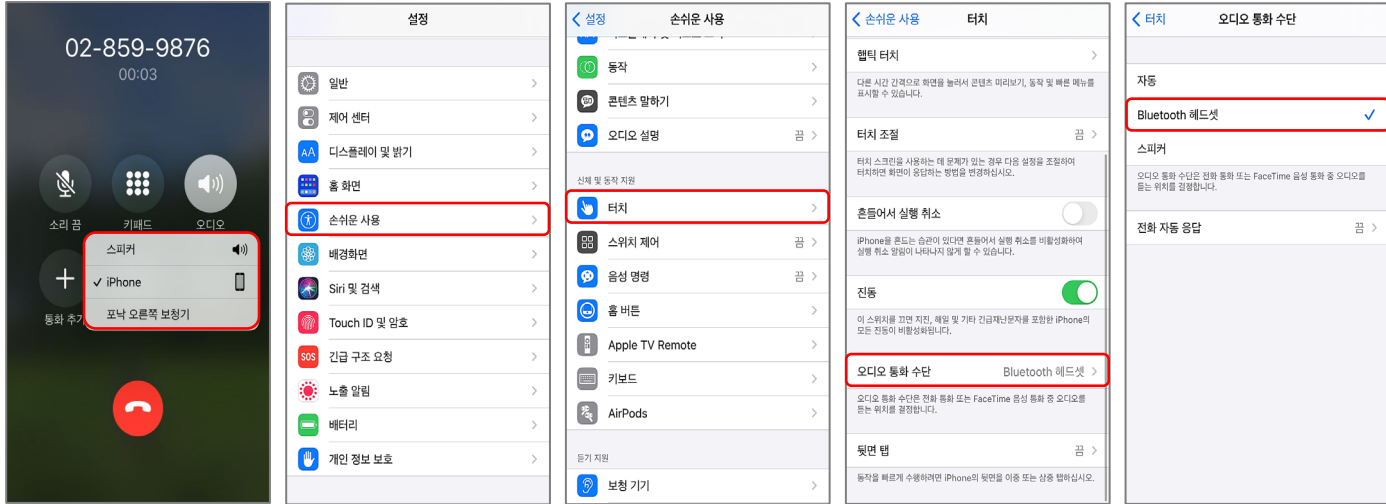 02-859-9876
00:03
소리 끔
키패드
오디오
스피커
✓ iPhone
포낙 오른쪽 보청기
통화 추가
설정
일반
제어 센터
AA 디스플레이 및 밝기
홈 화면
손쉬운 사용
배경화면
Siri 및 검색
Touch ID 및 암호
SOS 긴급 구조 요청
노출 알림
배터리
개인 정보 보호
설정
손쉬운 사용
동작
콘텐츠 말하기
오디오 설명 끔
신체 및 동작 지원
터치
스위치 제어 끔
음성 명령 끔
홈 버튼
Apple TV Remote
키보드
AirPods
듣기 지원
보청 기기
손쉬운 사용
터치
햅틱 터치
다른 시간 간격으로 화면을 눌러서 콘텐츠 미리보기, 동작 및 빠른 메뉴를
표시할 수 있습니다.
터치 조절 끔
터치 스크린을 사용하는 데 문제가 있는 경우 다음 설정을 조절하여
터치하면 화면이 응답하는 방법을 변경하십시오.
흔들어서 실행 취소
iPhone을 흔드는 습관이 있다면 흔들어서 실행 취소를 비활성화하여
실행 취소 알림이 나타나지 않게 할 수 있습니다.
진동
이 스위치를 끄면 지진, 해일 및 기타 긴급재난문자를 포함한 iPhone의
모든 진동이 비활성화됩니다.
오디오 통화 수단 Bluetooth 헤드셋
오디오 통화 수단은 전화 통화 또는 FaceTime 음성 통화 중 오디오를
듣는 위치를 결정합니다.
뒷면 탭 끔
동작을 빠르게 수행하려면 iPhone의 뒷면을 이중 또는 삼중 탭하십시오.
터치
오디오 통화 수단
자동
Bluetooth 헤드셋 ✓
스피커
오디오 통화 수단은 전화 통화 또는 FaceTime 음성 통화 중 오디오를
듣는 위치를 결정합니다.
전화 자동 응답 끔